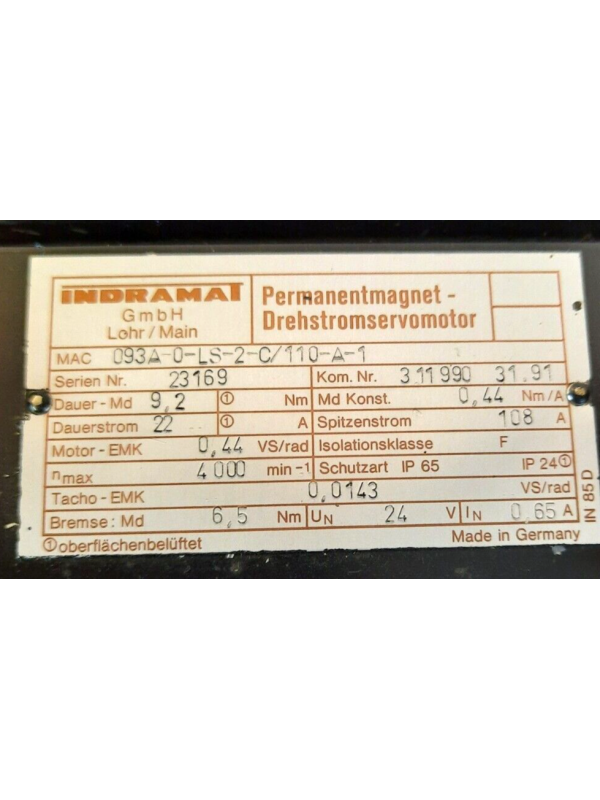 INDRAMAT
GmbH
Lohr / Main
Permanentmagnet -
Drehstromservomotor
MAC 093A-0-LS-2-C/110-A-1
Serien Nr. 23169 Kom. Nr. 311990 31.91
Dauer - Md 9,2 ① Nm Md Konst. 0,44 Nm/A
Dauerstrom 22 ① A Spitzenstrom 108 A
Motor - EMK 0,44 VS/rad Isolationsklasse F
nmax 4000 min-1 Schutzart IP 65 IP 24①
Tacho - EMK 0,0143 VS/rad
Bremse: Md 6,5 Nm UN 24 V IN 0,65 A
①oberflächenbelüftet Made in Germany
IN 85 D